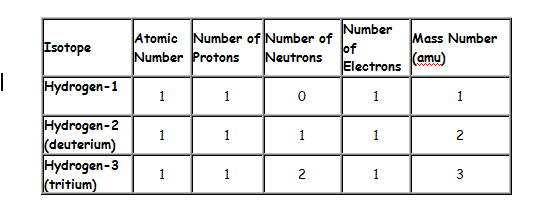 Isotope Atomic Number Number of Protons Number of Neutrons Number of Electrons Mass Number (amu)
Hydrogen-1 1 1 0 1 1
Hydrogen-2 (deuterium) 1 1 1 1 2
Hydrogen-3 (tritium) 1 1 2 1 3